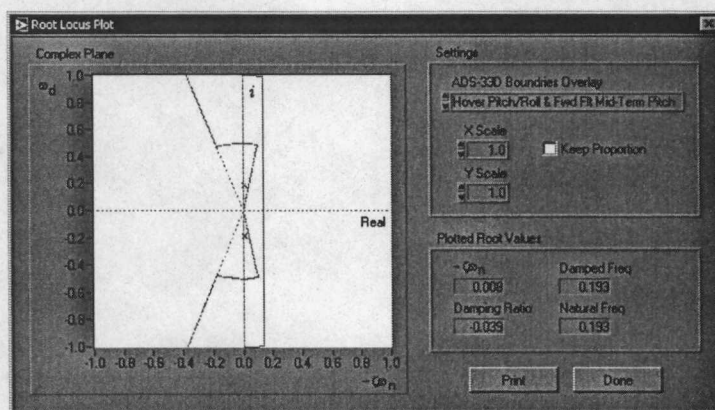 Root Locus Plot
Complex Plane
ωd
1.0
0.8
0.6
0.4
0.2
0.0
-0.2
-0.4
-0.6
-0.8
-1.0
i
Real
-1.0 -0.8 -0.6 -0.4 -0.2 0.0 0.2 0.4 0.6 0.8 1.0
-ζωn
Settings
ADS-33D Boundries Overlay
Hover Pitch/Roll & Fwd Flt Mid-Term Pitch
X Scale
1.0
Keep Proportion
Y Scale
1.0
Plotted Root Values
-ζωn
0.008
Damped Freq
0.193
Damping Ratio
-0.039
Natural Freq
0.193
Print
Done